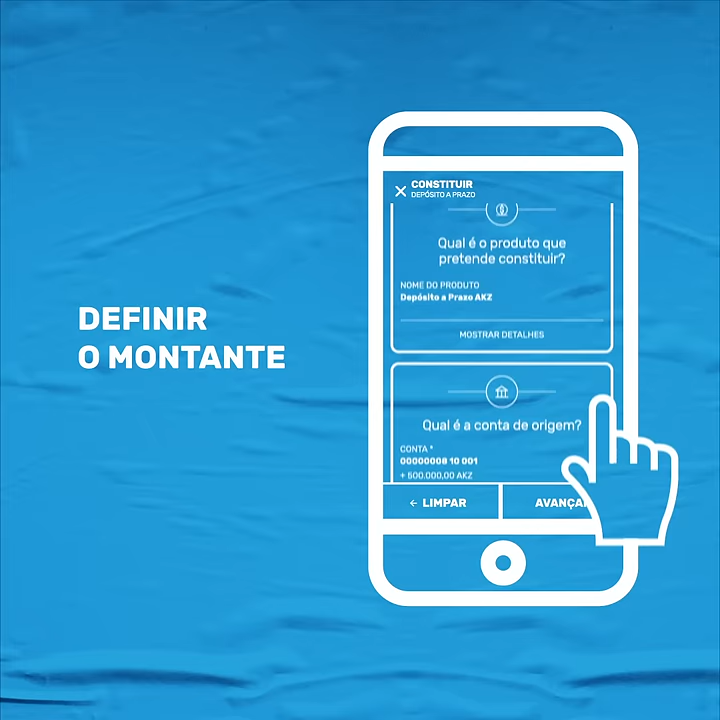 DEFINIR
O MONTANTE
CONSTITUIR
DEPÓSITO A PRAZO
Qual é o produto que
pretende constituir?
NOME DO PRODUTO
Depósito a Prazo AKZ
MOSTRAR DETALHES
Qual é a conta de origem?
CONTA *
00000008 10 001
+ 500.000,00 AKZ
← LIMPAR
AVANÇA